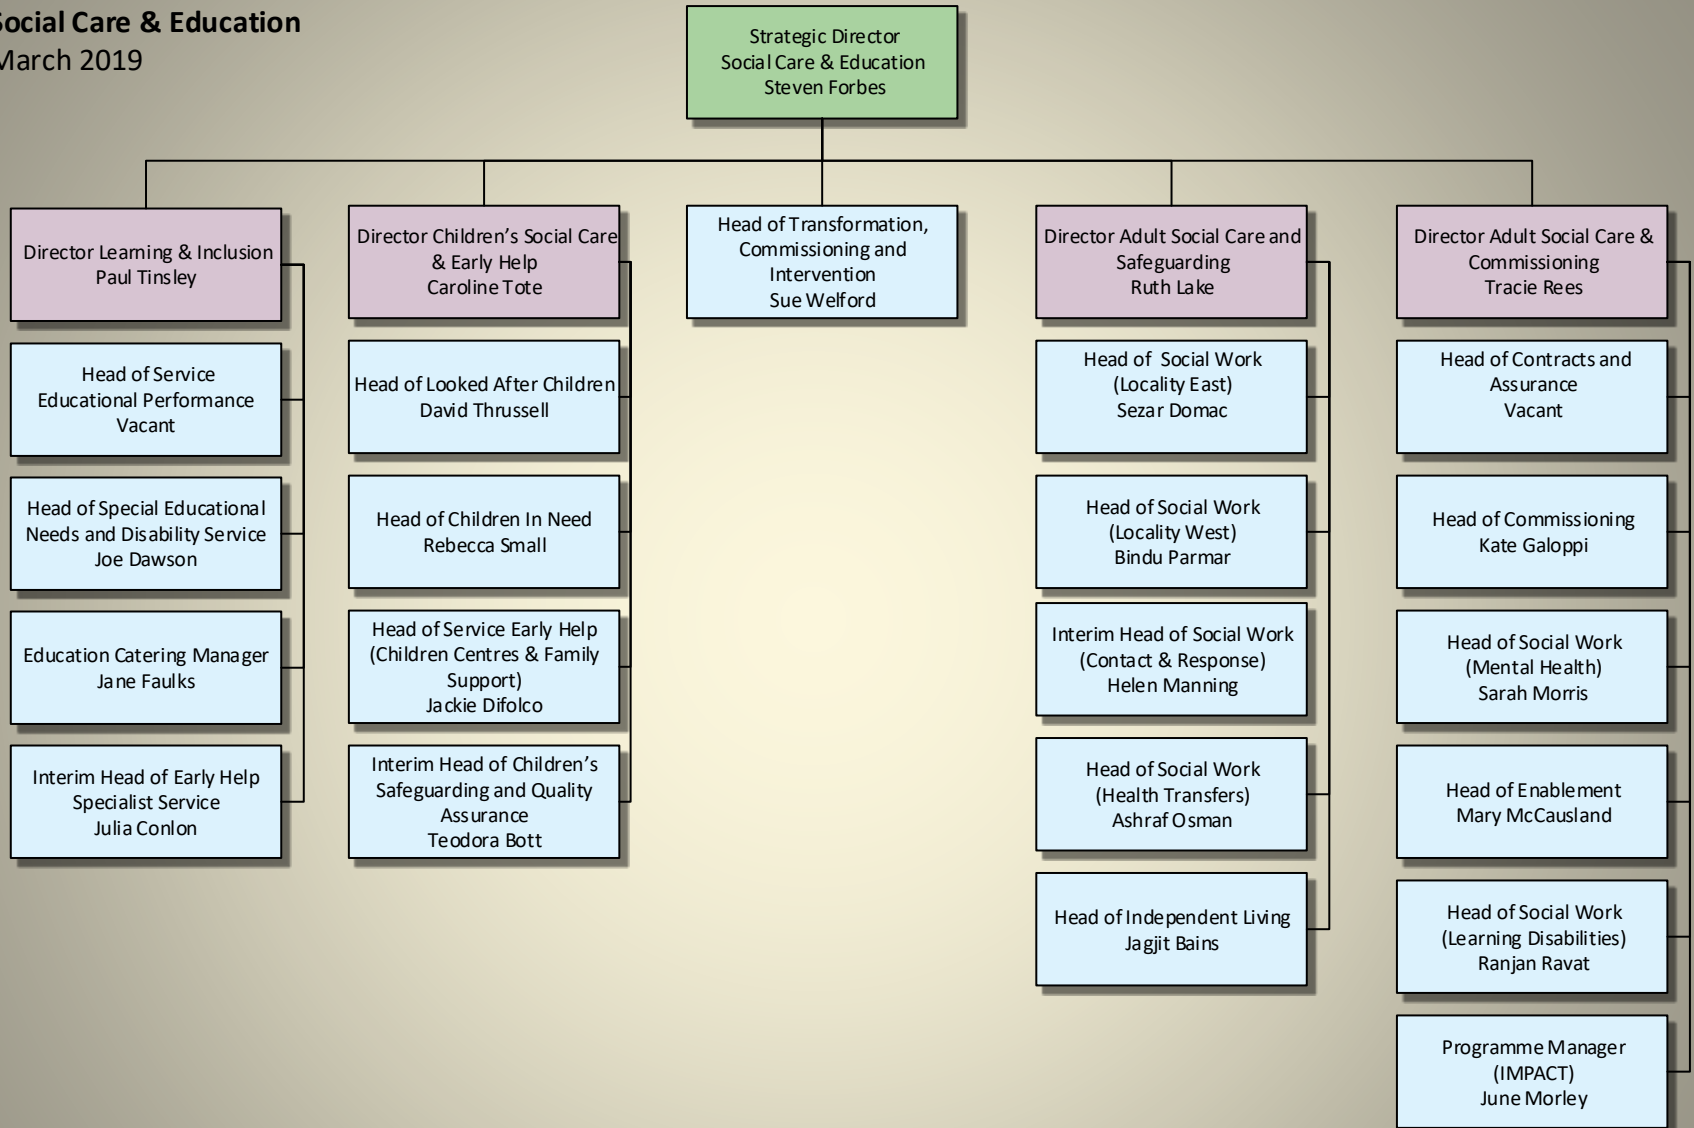 Social Care & Education
March 2019
Strategic Director
Social Care & Education
Steven Forbes
Director Learning & Inclusion
Paul Tinsley
Head of Service
Educational Performance
Vacant
Head of Special Educational
Needs and Disability Service
Joe Dawson
Education Catering Manager
Jane Faulks
Interim Head of Early Help
Specialist Service
Julia Conlon
Director Children’s Social Care
& Early Help
Caroline Tote
Head of Looked After Children
David Thrussell
Head of Children In Need
Rebecca Small
Head of Service Early Help
(Children Centres & Family
Support)
Jackie Difolco
Interim Head of Children’s
Safeguarding and Quality
Assurance
Teodora Bott
Head of Transformation,
Commissioning and
Intervention
Sue Welford
Director Adult Social Care and
Safeguarding
Ruth Lake
Head of Social Work
(Locality East)
Sezar Domac
Head of Social Work
(Locality West)
Bindu Parmar
Interim Head of Social Work
(Contact & Response)
Helen Manning
Head of Social Work
(Health Transfers)
Ashraf Osman
Head of Independent Living
Jagjit Bains
Director Adult Social Care &
Commissioning
Tracie Rees
Head of Contracts and
Assurance
Vacant
Head of Commissioning
Kate Galoppi
Head of Social Work
(Mental Health)
Sarah Morris
Head of Enablement
Mary McCausland
Head of Social Work
(Learning Disabilities)
Ranjan Ravat
Programme Manager
(IMPACT)
June Morley